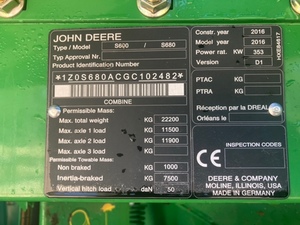 JOHN DEERE
Type / Model S600 / S680
Typ Approval Nr.
Product Identification Number
*1Z0S680ACGC102482*
COMBINE
Permissible Mass:
Max. total weight KG 22200
Max. axle 1 load KG 11500
Max. axle 2 load KG 11900
Max. axle 3 load KG
Permissible Towable Mass:
Non braked KG 1000
Inertia-braked KG 7500
Vertical hitch load daN 50
Constr. year 2016
Model year 2016
Power rat. KW 353
Version D1
HXE84617
PTAC KG
PTRA KG
Réception par la DREAL
Orléans le
CE
INSPECTION CODES
DEERE & COMPANY
MOLINE, ILLINOIS, USA
MADE IN GERMANY